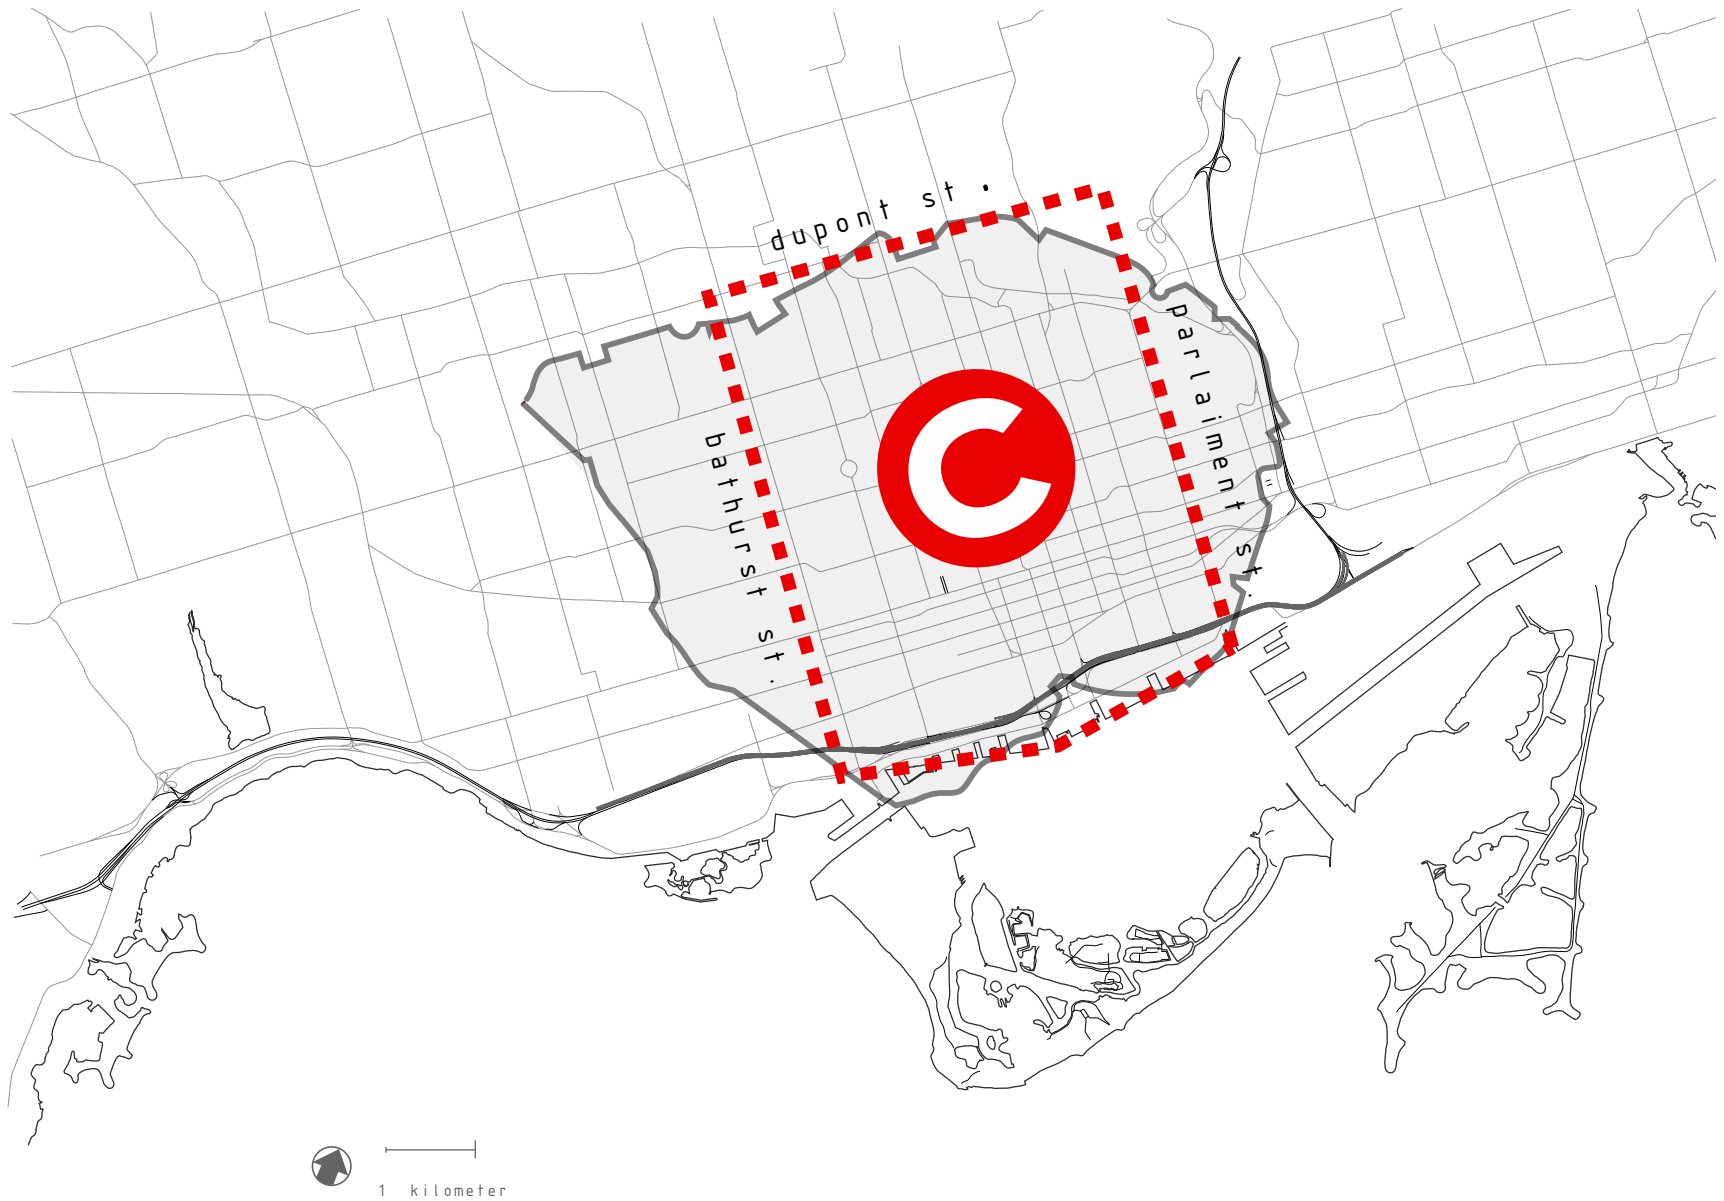 dupont st.
bathurst st.
parlaiment st.
C
1 kilometer